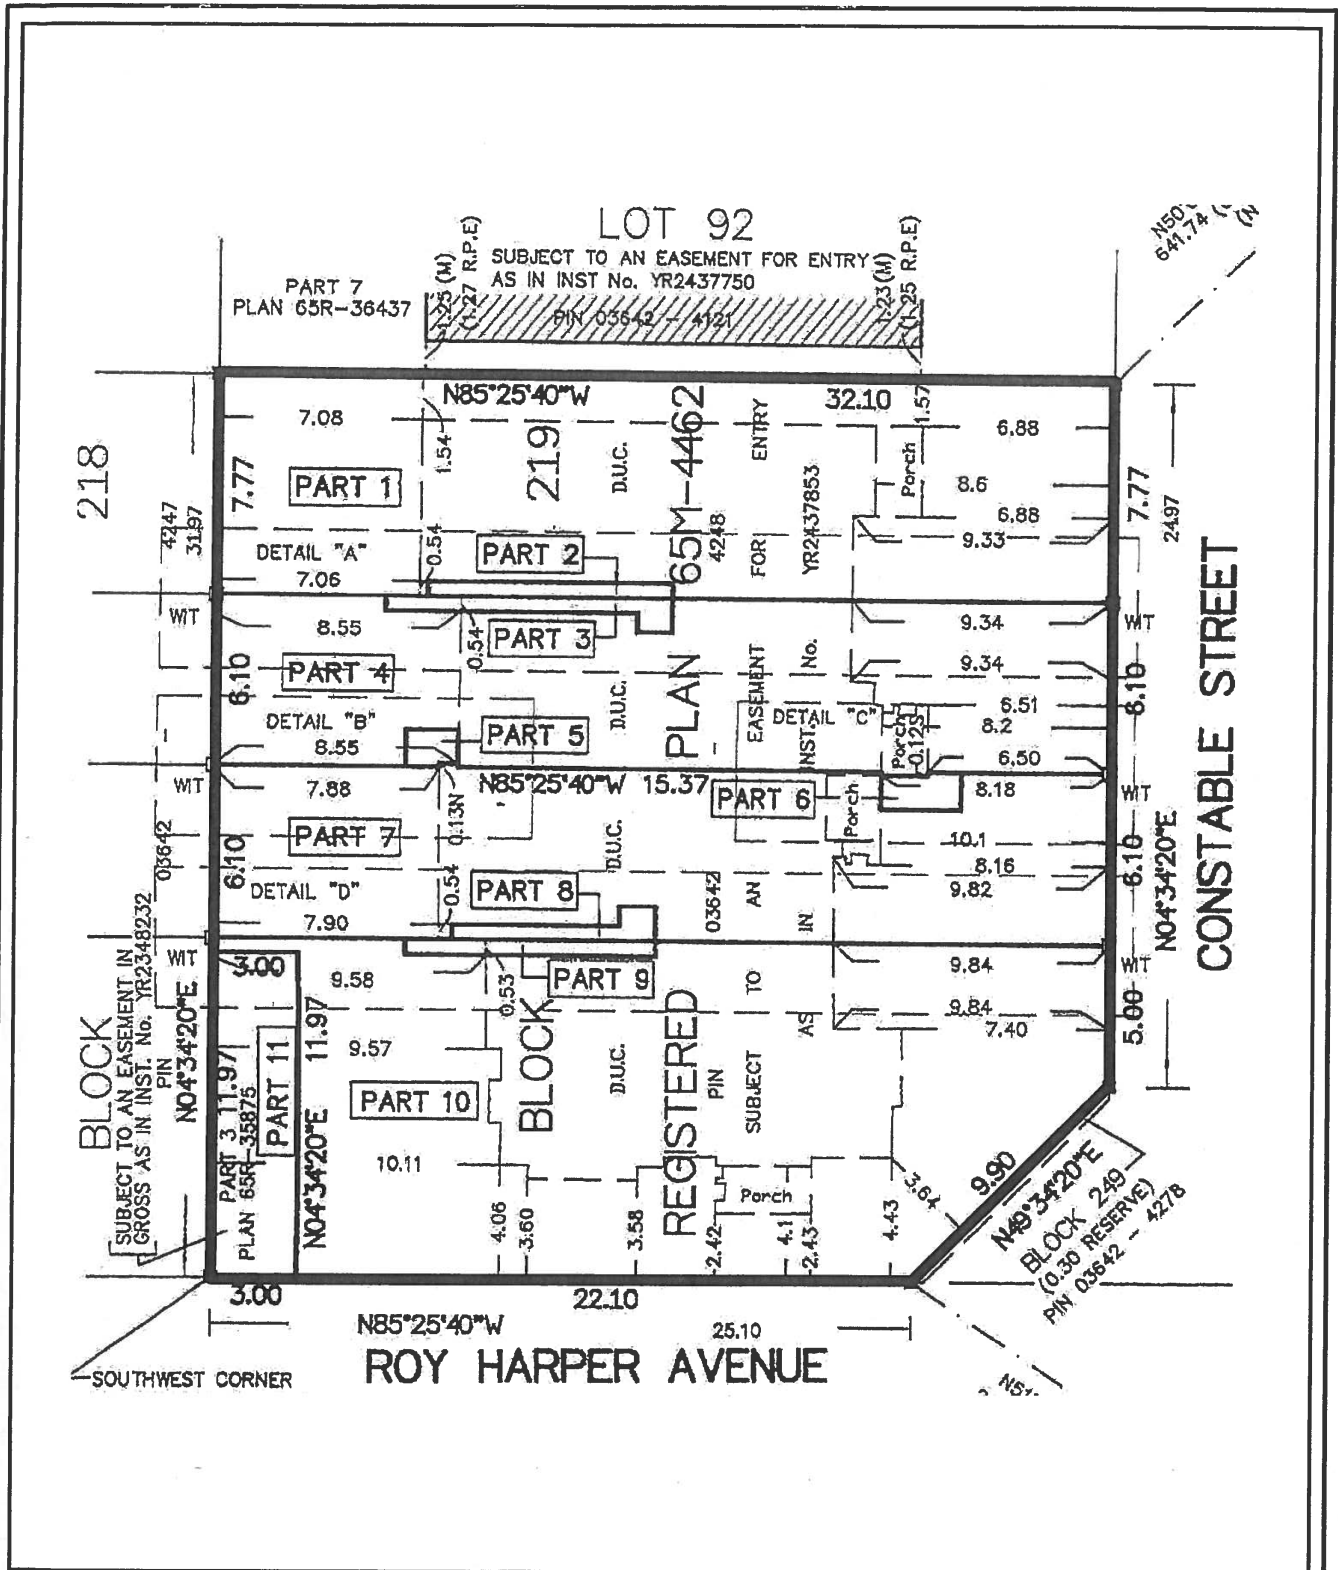 LOT 92
SUBJECT TO AN EASEMENT FOR ENTRY
AS IN INST No. YR2437750
PIN 03642 - 4121
PART 7
PLAN 65R-36437
1.25 (M)
(1.27 R.P.E)
1.23 (M)
(1.25 R.P.E)
641.74
N85°25'40"W
32.10
7.08
1.54
1.57
6.88
218
7.77
PART 1
219
D.U.C.
65M-4462
ENTRY
Porch
8.6
7.77
4247
31.97
24.97
6.88
9.33
DETAIL "A"
0.54
PART 2
4248
FOR
YR2437853
7.06
WIT
8.55
0.54
PART 3
9.34
WIT
6.10
PART 4
PLAN
EASEMENT
No.
9.34
6.10
DETAIL "B"
D.U.C.
DETAIL "C"
6.51
8.2
PART 5
Porch
0.12S
INST.
8.55
6.50
WIT
7.88
N85°25'40"W 15.37
PART 6
8.18
WIT
0.13N
Porch
PART 7
D.U.C.
10.1
6.10
03642
8.16
6.10
DETAIL "D"
0.54
PART 8
03642
AN
IN
9.82
N04°34'20"E
7.90
CONSTABLE STREET
WIT
3.00
9.58
0.53
PART 9
TO
9.84
WIT
9.84
7.40
5.00
BLOCK
SUBJECT TO AN EASEMENT IN
GROSS AS IN INST. No. YR2348232
PIN
N04°34'20"E
11.97
PART 3
PLAN 65R-35875
PART 11
11.97
N04°34'20"E
9.57
PART 10
BLOCK
D.U.C.
REGISTERED
PIN
SUBJECT
AS
10.11
Porch
3.64
9.90
N49°34'20"E
BLOCK 249
(0.30 RESERVE)
PIN 03642 - 4278
4.06
3.60
3.58
2.42
4.1
2.43
4.43
3.00
22.10
N85°25'40"W
25.10
SOUTHWEST CORNER
ROY HARPER AVENUE